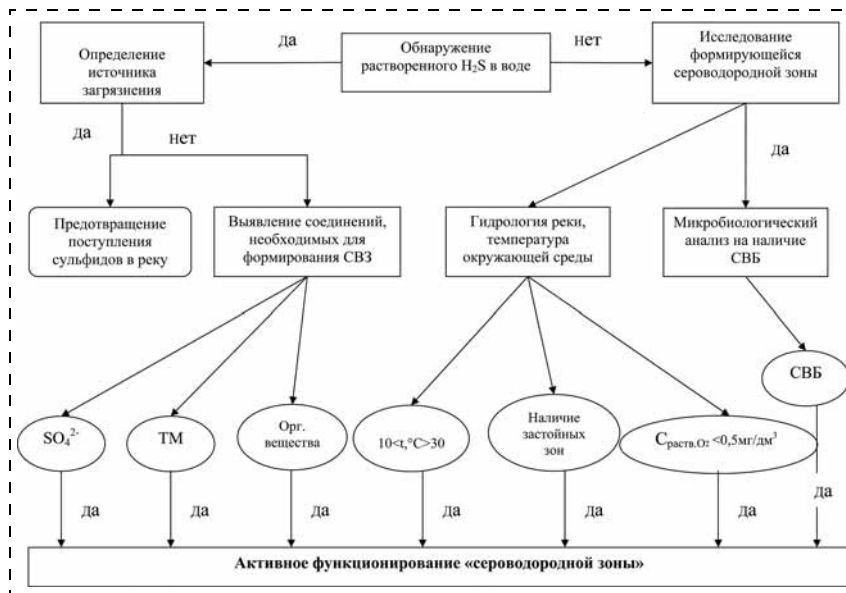 Определение
источника
загрязнения
да
Обнаружение
растворенного H₂S в воде
нет
Исследование
формирующейся
сероводородной зоны
да
нет
да
Предотвращение
поступления
сульфидов в реку
Выявление соединений,
необходимых для
формирования СВЗ
Гидрология реки,
температура
окружающей среды
Микробиологический
анализ на наличие
СВБ
SO₄²⁻
ТМ
Орг.
вещества
10<t,°C>30
Наличие
застойных
зон
Cраств.O₂ <0,5мг/дм³
СВБ
да
да
да
да
да
да
да
Активное функционирование «сероводородной зоны»